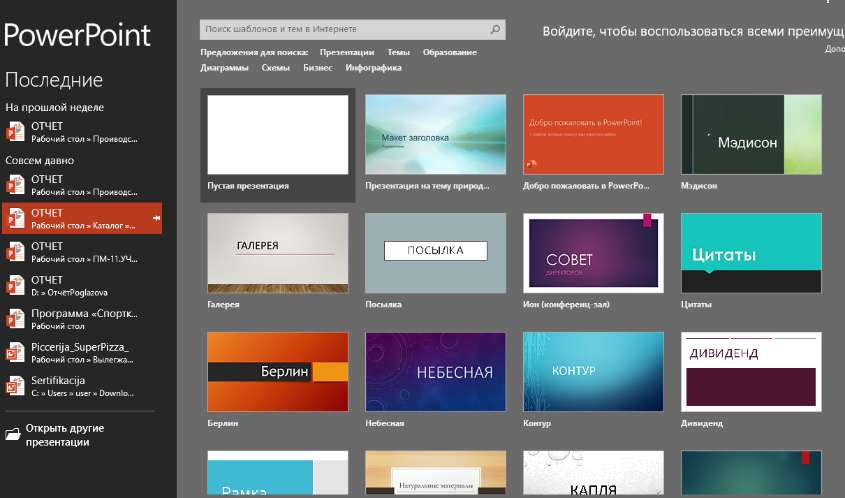 PowerPoint
Последние
На прошлой неделе
ОТЧЕТ
Рабочий стол » Проиводс...
Совсем давно
ОТЧЕТ
Рабочий стол » Проиводс...
ОТЧЕТ
Рабочий стол » Каталог »...
ОТЧЕТ
Рабочий стол » ПМ-11.УЧ...
ОТЧЕТ
D: » ОтчётPoglazova
Программа «Спортк...
Рабочий стол
Piccerija_SuperPizza_
Рабочий стол » Вылегжа...
Sertifikacija
C: » Users » user » Downlo...
Открыть другие
презентации
Поиск шаблонов и тем в Интернете
Предложения для поиска: Презентации Темы Образование
Диаграммы Схемы Бизнес Инфографика
Войдите, чтобы воспользоваться всеми преимущ
Допо
Макет заголовка
Добро пожаловать в PowerPoint!
Мэдисон
Пустая презентация
Презентация на тему природ...
Добро пожаловать в PowerPo...
Мэдисон
ГАЛЕРЕЯ
ПОСЫЛКА
СОВЕТ
ДИРЕКТОРОВ
Цитаты
Галерея
Посылка
Ион (конференц-зал)
Цитаты
Берлин
НЕБЕСНАЯ
КОНТУР
ДИВИДЕНД
Берлин
Небесная
Контур
Дивиденд
Рамка
Натуральные материалы
КАПЛЯ